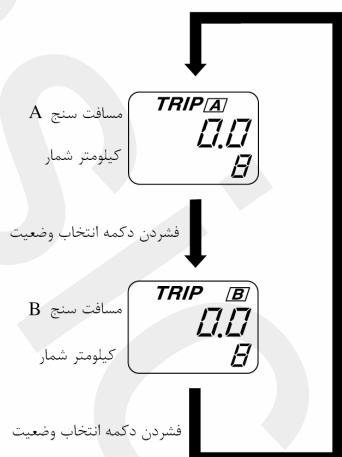 TRIP A
مسافت سنج A
0.0
کیلومتر شمار
8
فشردن دکمه انتخاب وضعیت
TRIP B
مسافت سنج B
0.0
کیلومتر شمار
8
فشردن دکمه انتخاب وضعیت